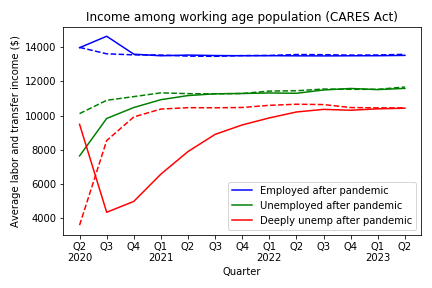 Income among working age population (CARES Act)
Average labor and transfer income ($)
14000
12000
10000
8000
6000
4000
Employed after pandemic
Unemployed after pandemic
Deeply unemp after pandemic
Q2 Q3 Q4 Q1 Q2 Q3 Q4 Q1 Q2 Q3 Q4 Q1 Q2
2020 2021 2022 2023
Quarter